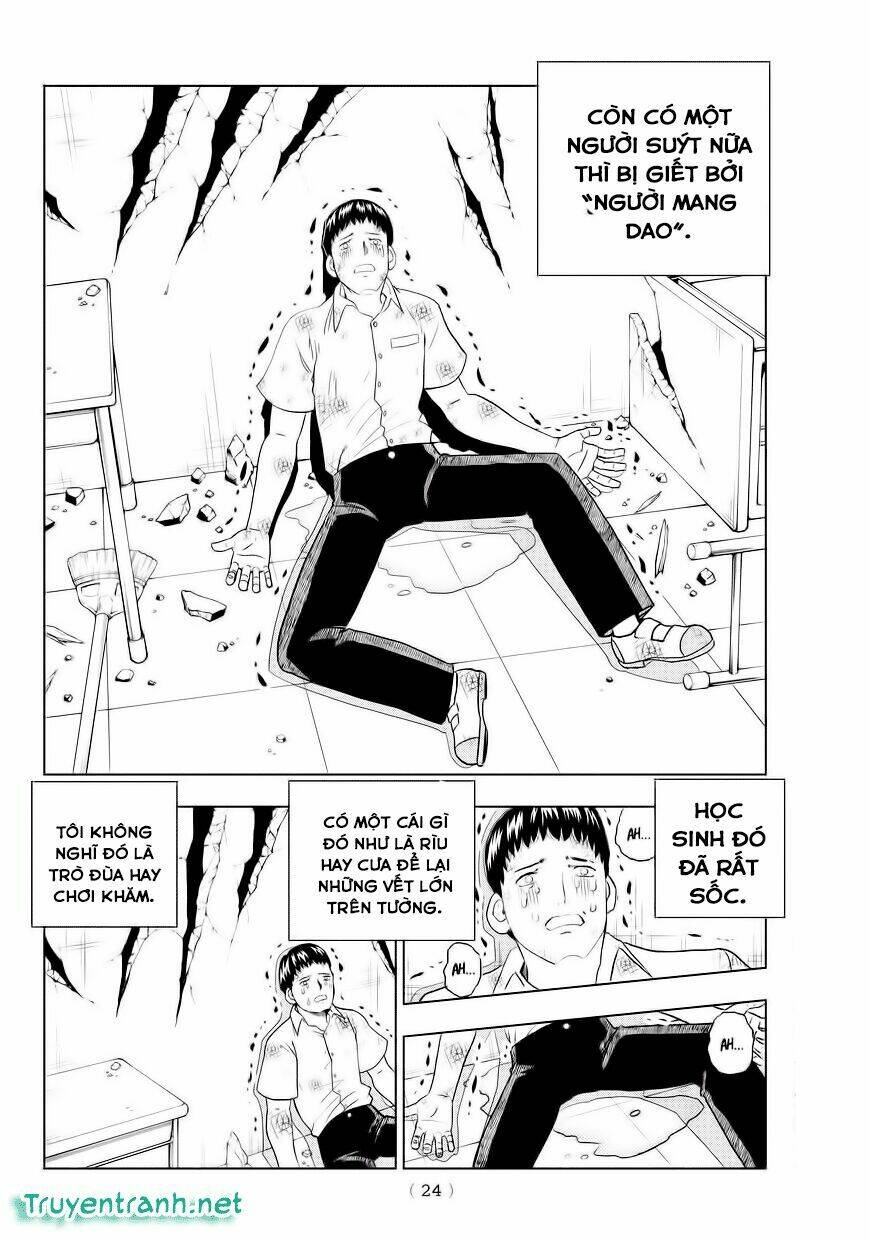 CÒN CÓ MỘT
NGƯỜI SUÝT NỮA
THÌ BỊ GIẾT BỞI
"NGƯỜI MANG
DAO".
HỌC
SINH ĐÓ
ĐÃ RẤT
SỐC.
AH...
AH...
AH...
CÓ MỘT CÁI GÌ
ĐÓ NHƯ LÀ RÌU
HAY CƯA ĐỂ LẠI
NHỮNG VẾT LỚN
TRÊN TƯỞNG.
TÔI KHÔNG
NGHĨ ĐÓ LÀ
TRÒ ĐÙA HAY
CHƠI KHĂM.
(24)
Truyentranh.net